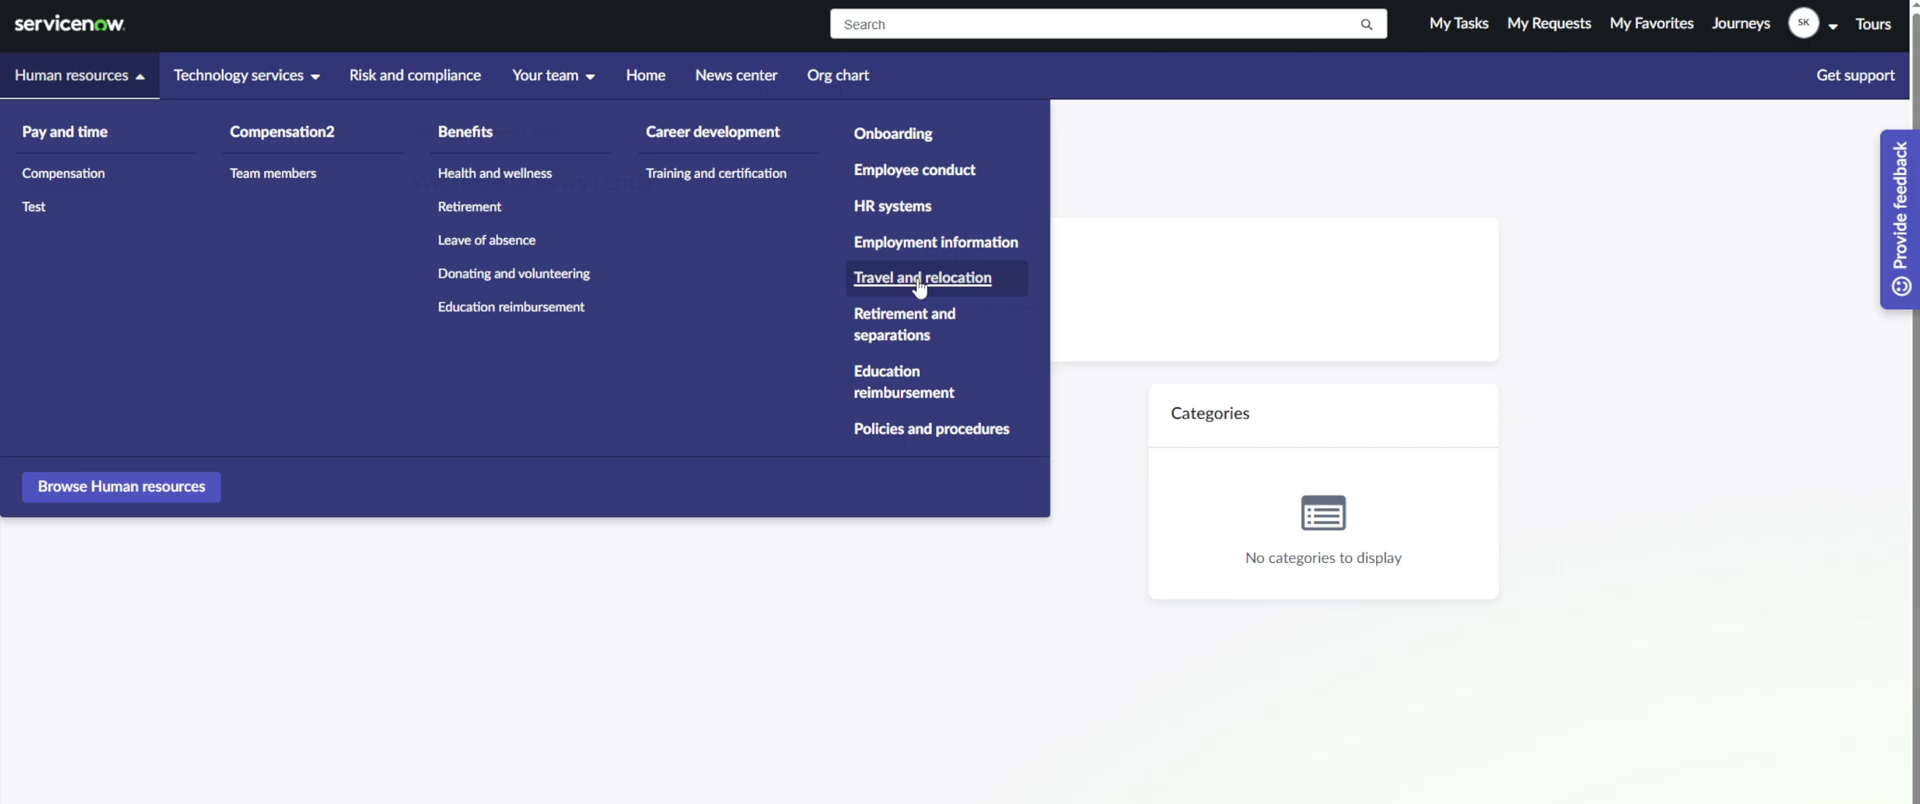 servicenow
Search
My Tasks
My Requests
My Favorites
Journeys
SK
Tours
Human resources
Technology services
Risk and compliance
Your team
Home
News center
Org chart
Get support
Pay and time
Compensation
Test
Compensation2
Team members
Benefits
Health and wellness
Retirement
Leave of absence
Donating and volunteering
Education reimbursement
Career development
Training and certification
Onboarding
Employee conduct
HR systems
Employment information
Travel and relocation
Retirement and
separations
Education
reimbursement
Policies and procedures
Browse Human resources
Categories
No categories to display
Provide feedback